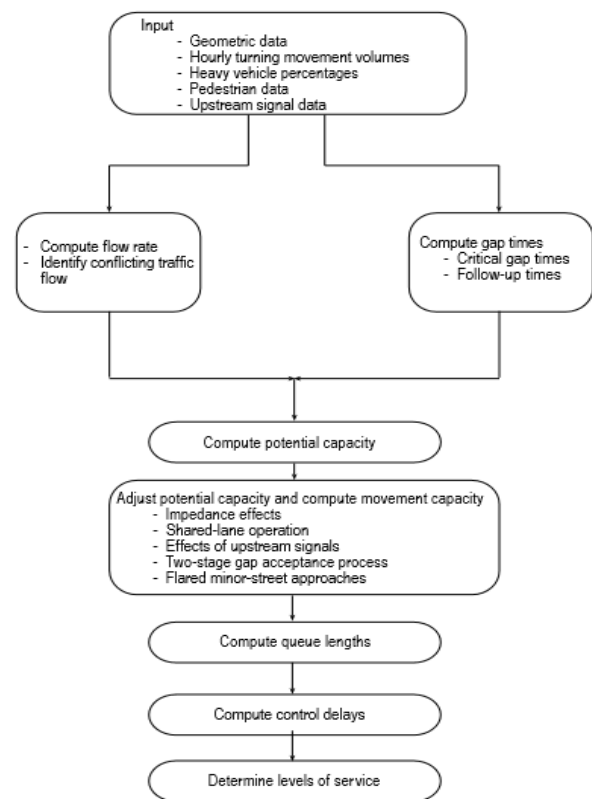 Input
- Geometric data
- Hourly turning movement volumes
- Heavy vehicle percentages
- Pedestrian data
- Upstream signal data
- Compute flow rate
- Identify conflicting traffic
flow
Compute gap times
- Critical gap times
- Follow-up times
Compute potential capacity
Adjust potential capacity and compute movement capacity
- Impedance effects
- Shared-lane operation
- Effects of upstream signals
- Two-stage gap acceptance process
- Flared minor-street approaches
Compute queue lengths
Compute control delays
Determine levels of service